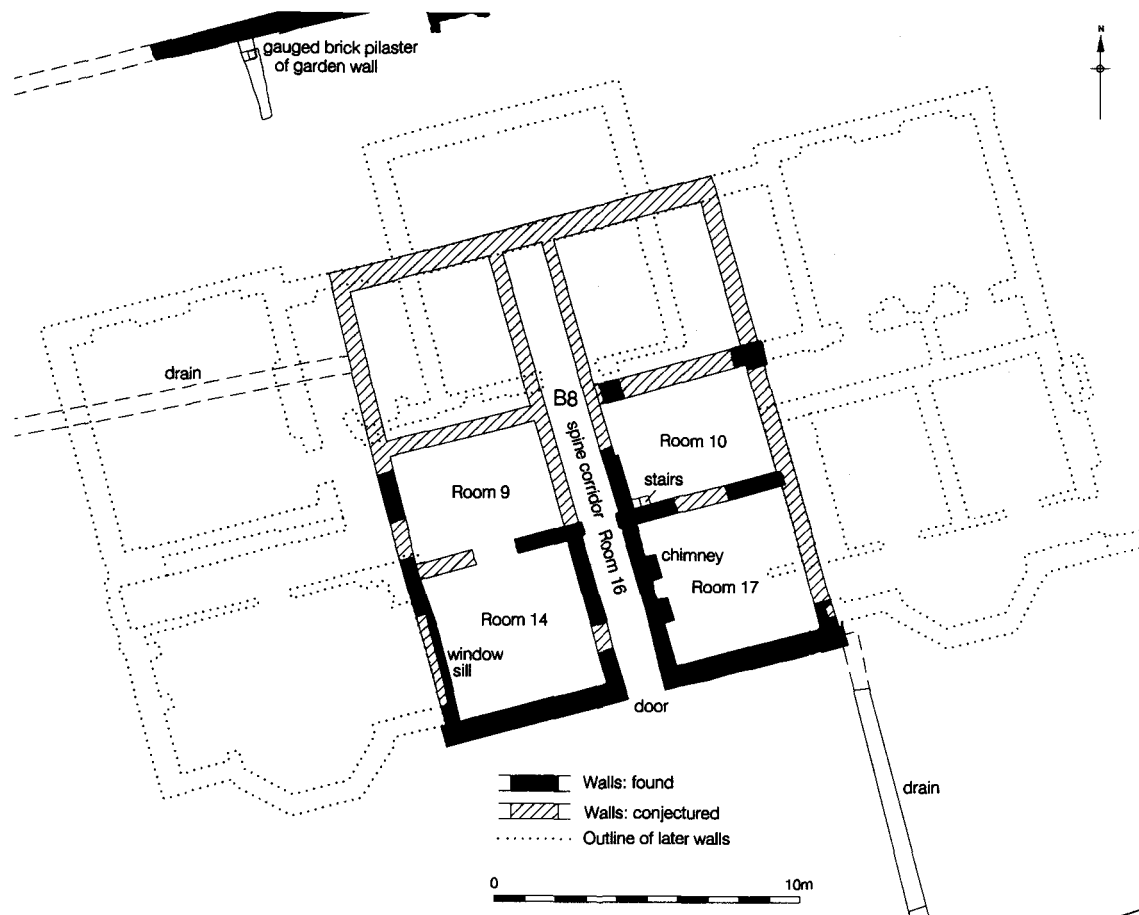 gauged brick pilaster
of garden wall
N
drain
B8
spine corridor
Room 10
Room 9
stairs
Room 16
chimney
Room 17
Room 14
window
sill
door
drain
Walls: found
Walls: conjectured
Outline of later walls
0
10m